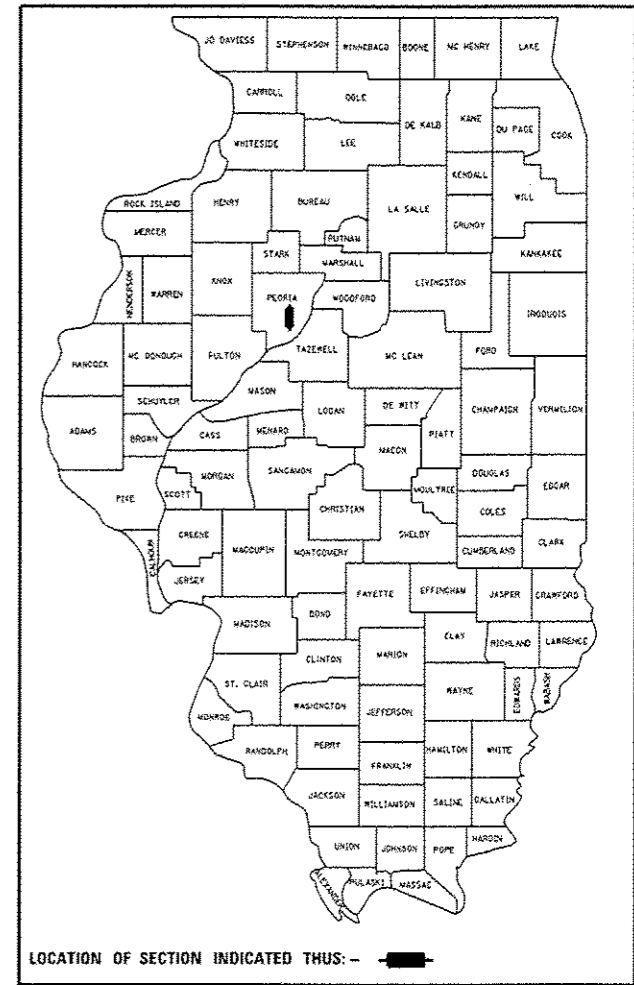 JO DAVIESS STEPHENSON WINNEBAGO BOONE MC HENRY LAKE
CARROLL OGLE DE KALB KANE DU PAGE COOK
WHITESIDE LEE KENDALL WILL
ROCK ISLAND HENRY BUREAU LA SALLE GRUNDY
MERCER STARK PUTNAM MARSHALL KANKAKEE
HENDERSON WARREN KNOX PEORIA WOODFORD LIVINGSTON IROQUOIS
HANCOCK MC DONOUGH FULTON TAZEWELL MC LEAN FORD
SCHUYLER MASON LOGAN DE WITT CHAMPAIGN VERMILION
ADAMS BROWN CASS MENARD MACON PIATT
PIKE SCOTT MORGAN SANGAMON CHRISTIAN MOULTRIE DOUGLAS EDGAR
COLES
CALHOUN GREENE MACOUPIN MONTGOMERY SHELBY CUMBERLAND CLARK
JERSEY FAYETTE EFFINGHAM JASPER CRAWFORD
MADISON BOND CLAY RICHLAND LAWRENCE
CLINTON MARION
ST. CLAIR WASHINGTON JEFFERSON WAYNE EDWARDS WABASH
MONROE
RANDOLPH PERRY FRANKLIN HAMILTON WHITE
JACKSON WILLIAMSON SALINE GALLATIN
UNION JOHNSON POPE HARDIN
ALEXANDER PULASKI MASSAC
LOCATION OF SECTION INDICATED THUS: -